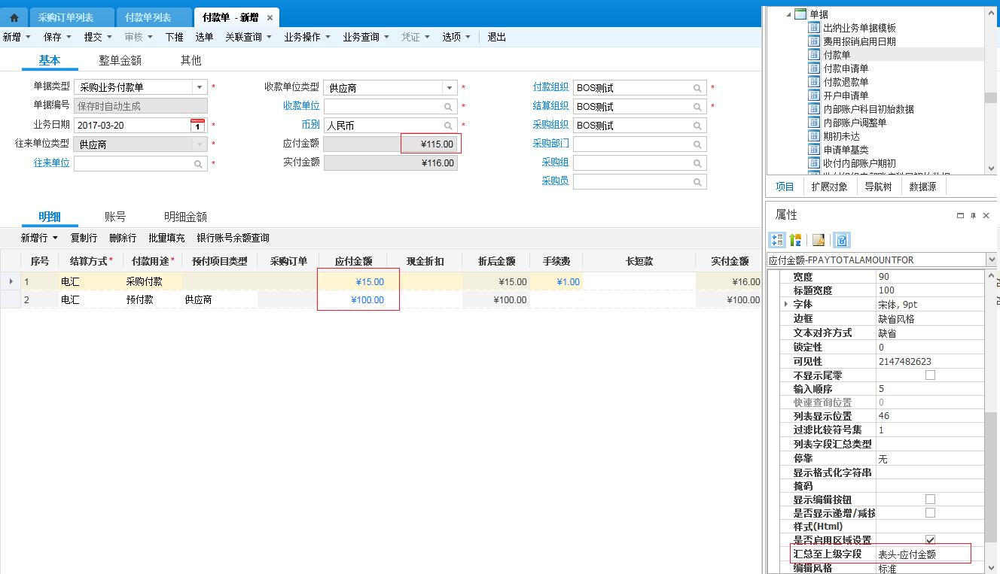 采购订单列表 付款单列表 付款单 - 新增 ×
新增 保存 提交 审核 下推 选单 关联查询 业务操作 业务查询 凭证 选项 退出
基本 整单金额 其他
单据类型 采购业务付款单 * 收款单位类型 供应商 * 付款组织 BOS测试 *
单据编号 保存时自动生成 收款单位 * 结算组织 BOS测试 *
业务日期 2017-03-20 1 * 币别 人民币 * 采购组织 BOS测试
往来单位类型 供应商 * 应付金额 ¥115.00 采购部门
往来单位 * 实付金额 ¥116.00 采购组
采购员
明细 账号 明细金额
新增行 复制行 删除行 批量填充 银行账号余额查询
序号 结算方式* 付款用途* 预付项目类型 采购订单 应付金额 现金折扣 折后金额 手续费 长短款 实付金额
1 电汇 采购付款 ¥15.00 ¥15.00 ¥1.00 ¥16.00
2 电汇 预付款 供应商 ¥100.00 ¥100.00 ¥100.00
单据
出纳业务单据模板
费用报销启用日期
付款单
付款申请单
付款退款单
开户申请单
内部账户科目初始数据
内部账户调整单
期初未达
申请单基类
收付内部账户期初
项目 扩展对象 导航树 数据源
属性
应付金额-FPAYTOTALAMOUNTFOR
宽度 90
标题宽度 100
字体 宋体, 9pt
边框 缺省风格
文本对齐方式 缺省
锁定性 0
可见性 2147482623
不显示尾零
输入顺序 5
快速查询位置 0
列表显示位置 46
过滤比较符号集 1
列表字段汇总类型
停靠 无
显示格式化字符串
掩码
显示编辑按钮
是否显示递增/减按
样式(Html)
是否启用区域设置
汇总至上级字段 表头-应付金额
编辑风格 标准